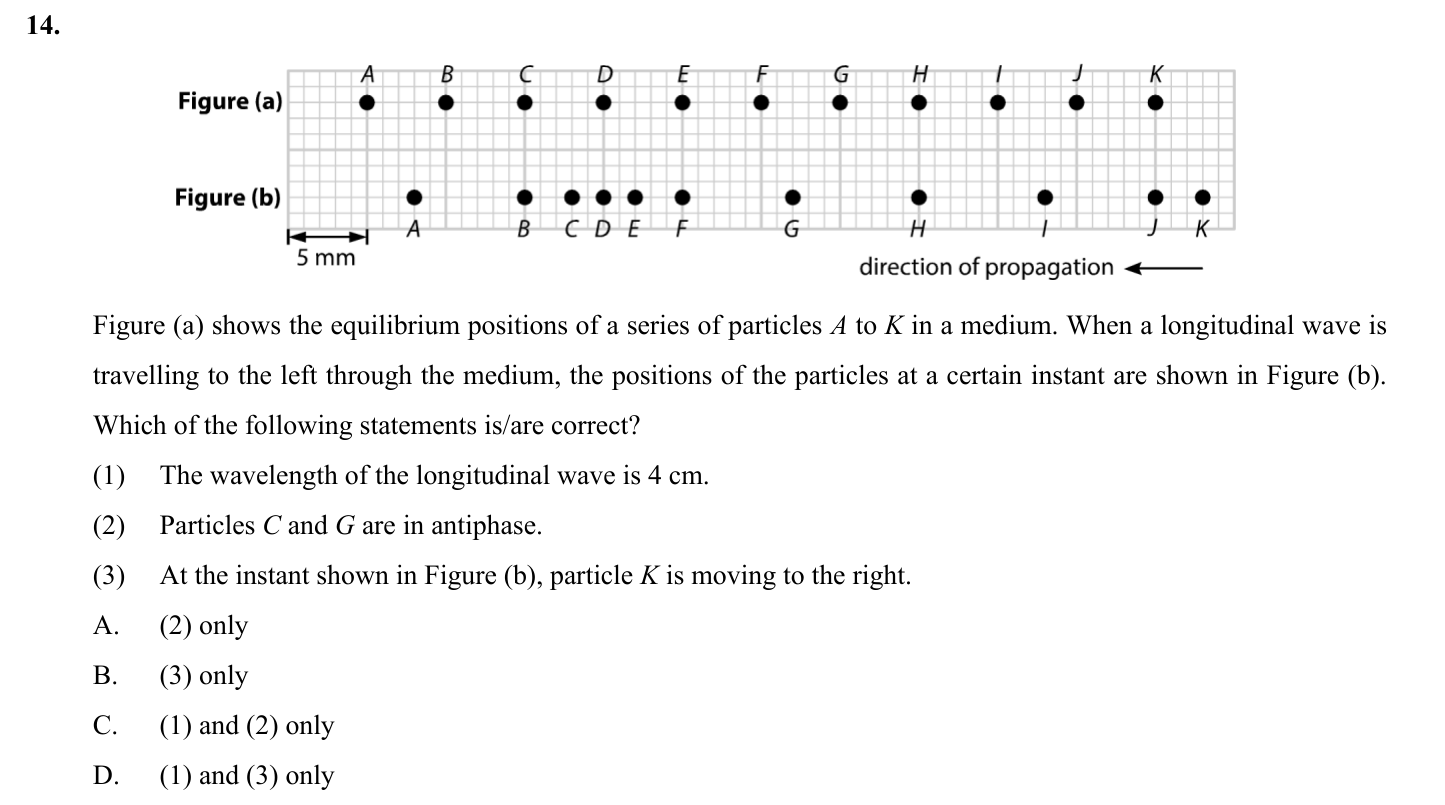 14.
A B C D E F G H I J K
Figure (a)
Figure (b)
A B C D E F G H I J K
5 mm
direction of propagation
Figure (a) shows the equilibrium positions of a series of particles A to K in a medium. When a longitudinal wave is
travelling to the left through the medium, the positions of the particles at a certain instant are shown in Figure (b).
Which of the following statements is/are correct?
(1) The wavelength of the longitudinal wave is 4 cm.
(2) Particles C and G are in antiphase.
(3) At the instant shown in Figure (b), particle K is moving to the right.
A. (2) only
B. (3) only
C. (1) and (2) only
D. (1) and (3) only